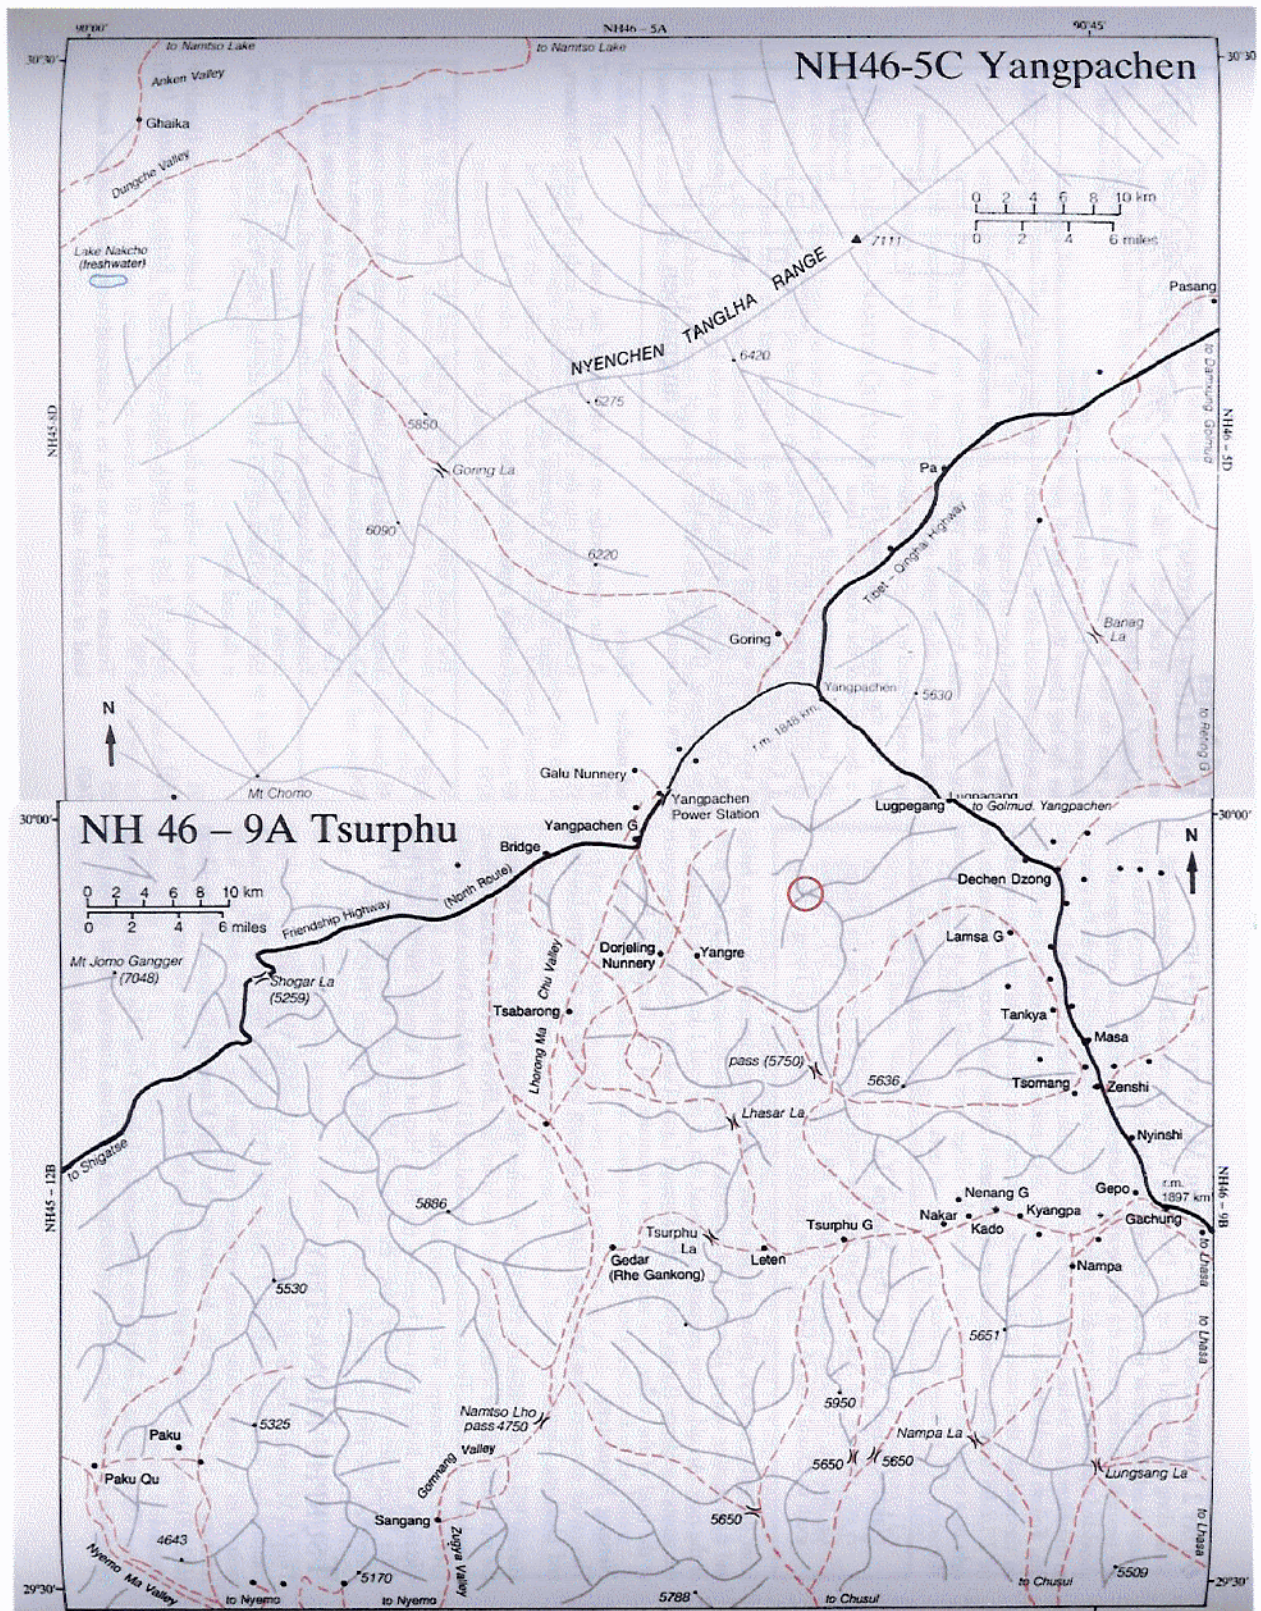 90°00'
NH46 – 5A
90°45'
30°30'
to Namtso Lake
to Namtso Lake
30°30
NH46-5C Yangpachen
Anken Valley
Ghaika
Dungche Valley
0 2 4 6 8 10 km
0 2 4 6 miles
Lake Nakcho
(freshwater)
7111
NYENCHEN TANGLHA RANGE
Pasang
6420
to Damxung Golmud
6275
5850
NH45-8D
NH46 – 5D
Goring La
Pa
6090
Tibet – Qinghai Highway
6220
Goring
Banag
La
Yangpachen
5630
r.m. 1848 km.
N
to Reting G
Galu Nunnery
Mt Chomo
Yangpachen
Power Station
Lugpegang
to Golmud. Yangpachen
30°00'
NH 46 – 9A Tsurphu
Yangpachen G
30°00'
N
Bridge
(North Route)
Dechen Dzong
0 2 4 6 8 10 km
0 2 4 6 miles
Friendship Highway
Lamsa G
Mt Jomo Gangger
(7048)
Dorjeling
Nunnery
Yangre
Shogar La
(5259)
Chu Valley
Tsabarong
Tankya
Lhorong Ma
Masa
pass (5750)
5636
Tsomang
Zenshi
Lhasar La
to Shigatse
Nyinshi
NH45 – 12B
NH46 – 9B
5886
Nenang G
Gepo
r.m.
1897 km
Tsurphu
La
Tsurphu G
Nakar
Kado
Kyangpa
Gachung
Gedar
(Rhe Gankong)
Leten
Nampa
to Lhasa
5530
5651
to Lhasa
5950
5325
Namtso Lho
pass 4750
Nampa La
Paku
Gomnang Valley
5650
5650
Lungsang La
Paku Qu
5650
Sangang
to Lhasa
4643
Zugya Valley
Nyemo Ma Valley
5170
5509
29°30'
to Nyemo
to Nyemo
5788
to Chusul
to Chusul
29°30'